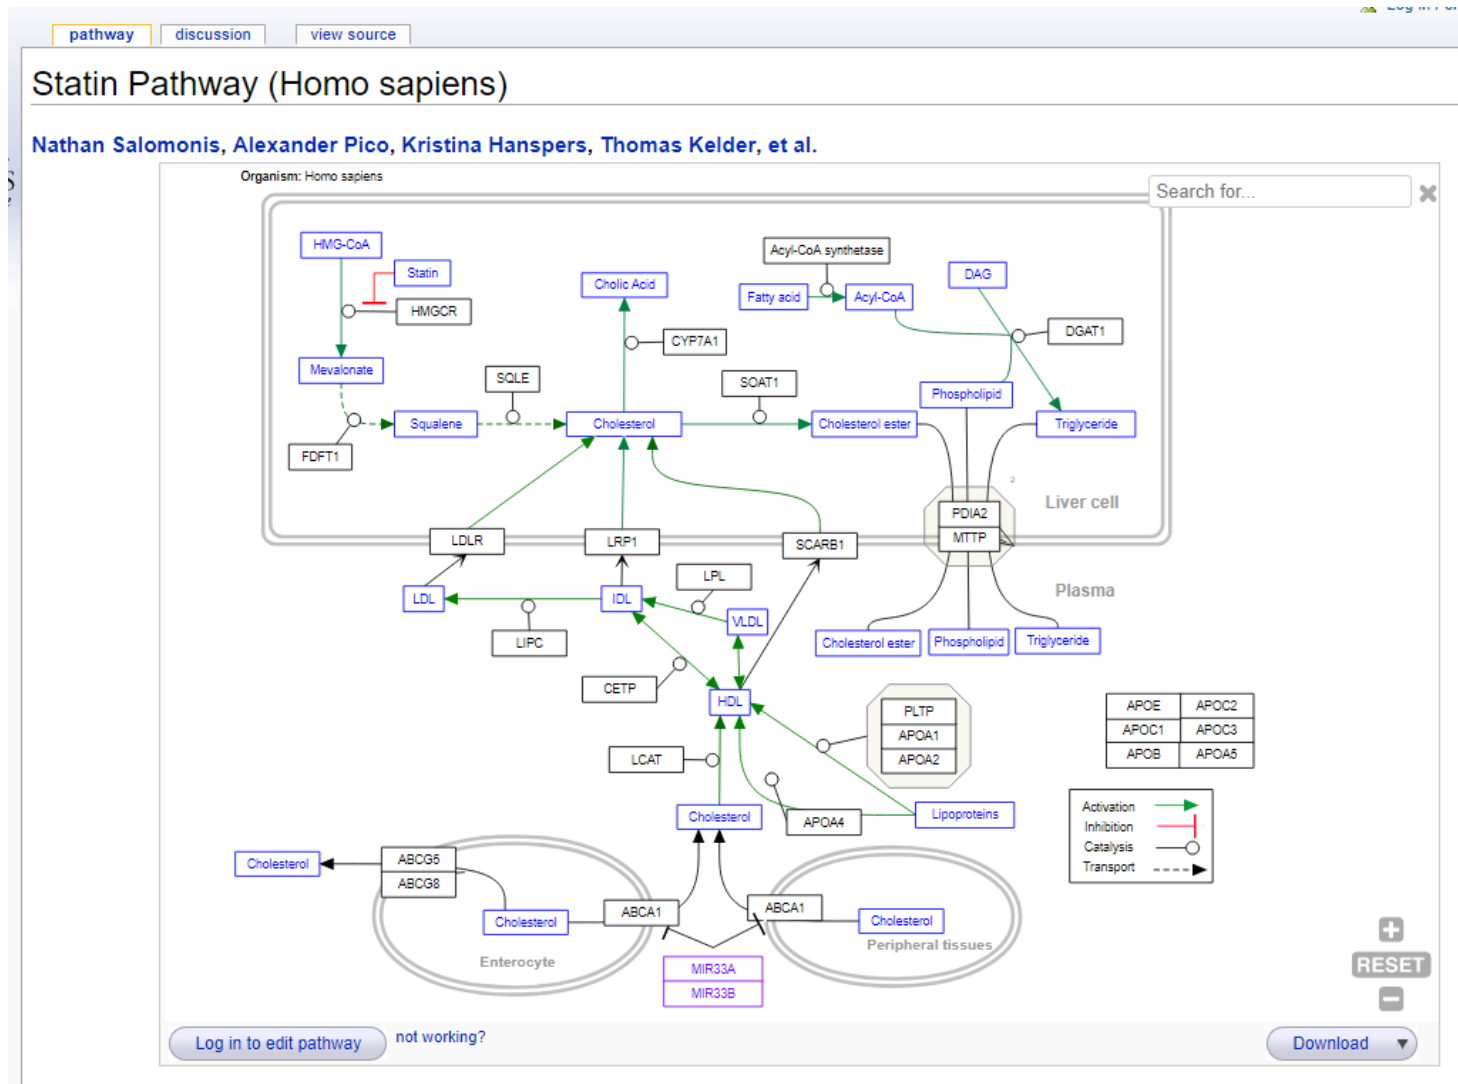 pathway
discussion
view source
Statin Pathway (Homo sapiens)
Nathan Salomonis, Alexander Pico, Kristina Hanspers, Thomas Kelder, et al.
Organism: Homo sapiens
Search for...
HMG-CoA
Statin
HMGCR
Mevalonate
FDFT1
Squalene
SQLE
Cholic Acid
CYP7A1
Cholesterol
SOAT1
Acyl-CoA synthetase
Fatty acid
Acyl-CoA
DAG
DGAT1
Phospholipid
Cholesterol ester
Triglyceride
2
Liver cell
PDIA2
MTTP
LDLR
LRP1
SCARB1
Plasma
LDL
IDL
LPL
VLDL
LIPC
Cholesterol ester
Phospholipid
Triglyceride
CETP
HDL
PLTP
APOA1
APOA2
APOE
APOC2
APOC1
APOC3
APOB
APOA5
LCAT
Cholesterol
APOA4
Lipoproteins
Activation
Inhibition
Catalysis
Transport
Cholesterol
ABCG5
ABCG8
Cholesterol
ABCA1
ABCA1
Cholesterol
Enterocyte
Peripheral tissues
MIR33A
MIR33B
RESET
Log in to edit pathway
not working?
Download